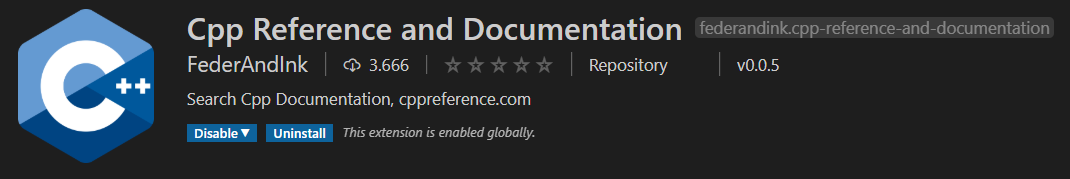 C++
Cpp Reference and Documentation federandink.cpp-reference-and-documentation
FederAndInk 3.666 Repository v0.0.5
Search Cpp Documentation, cppreference.com
Disable Uninstall This extension is enabled globally.